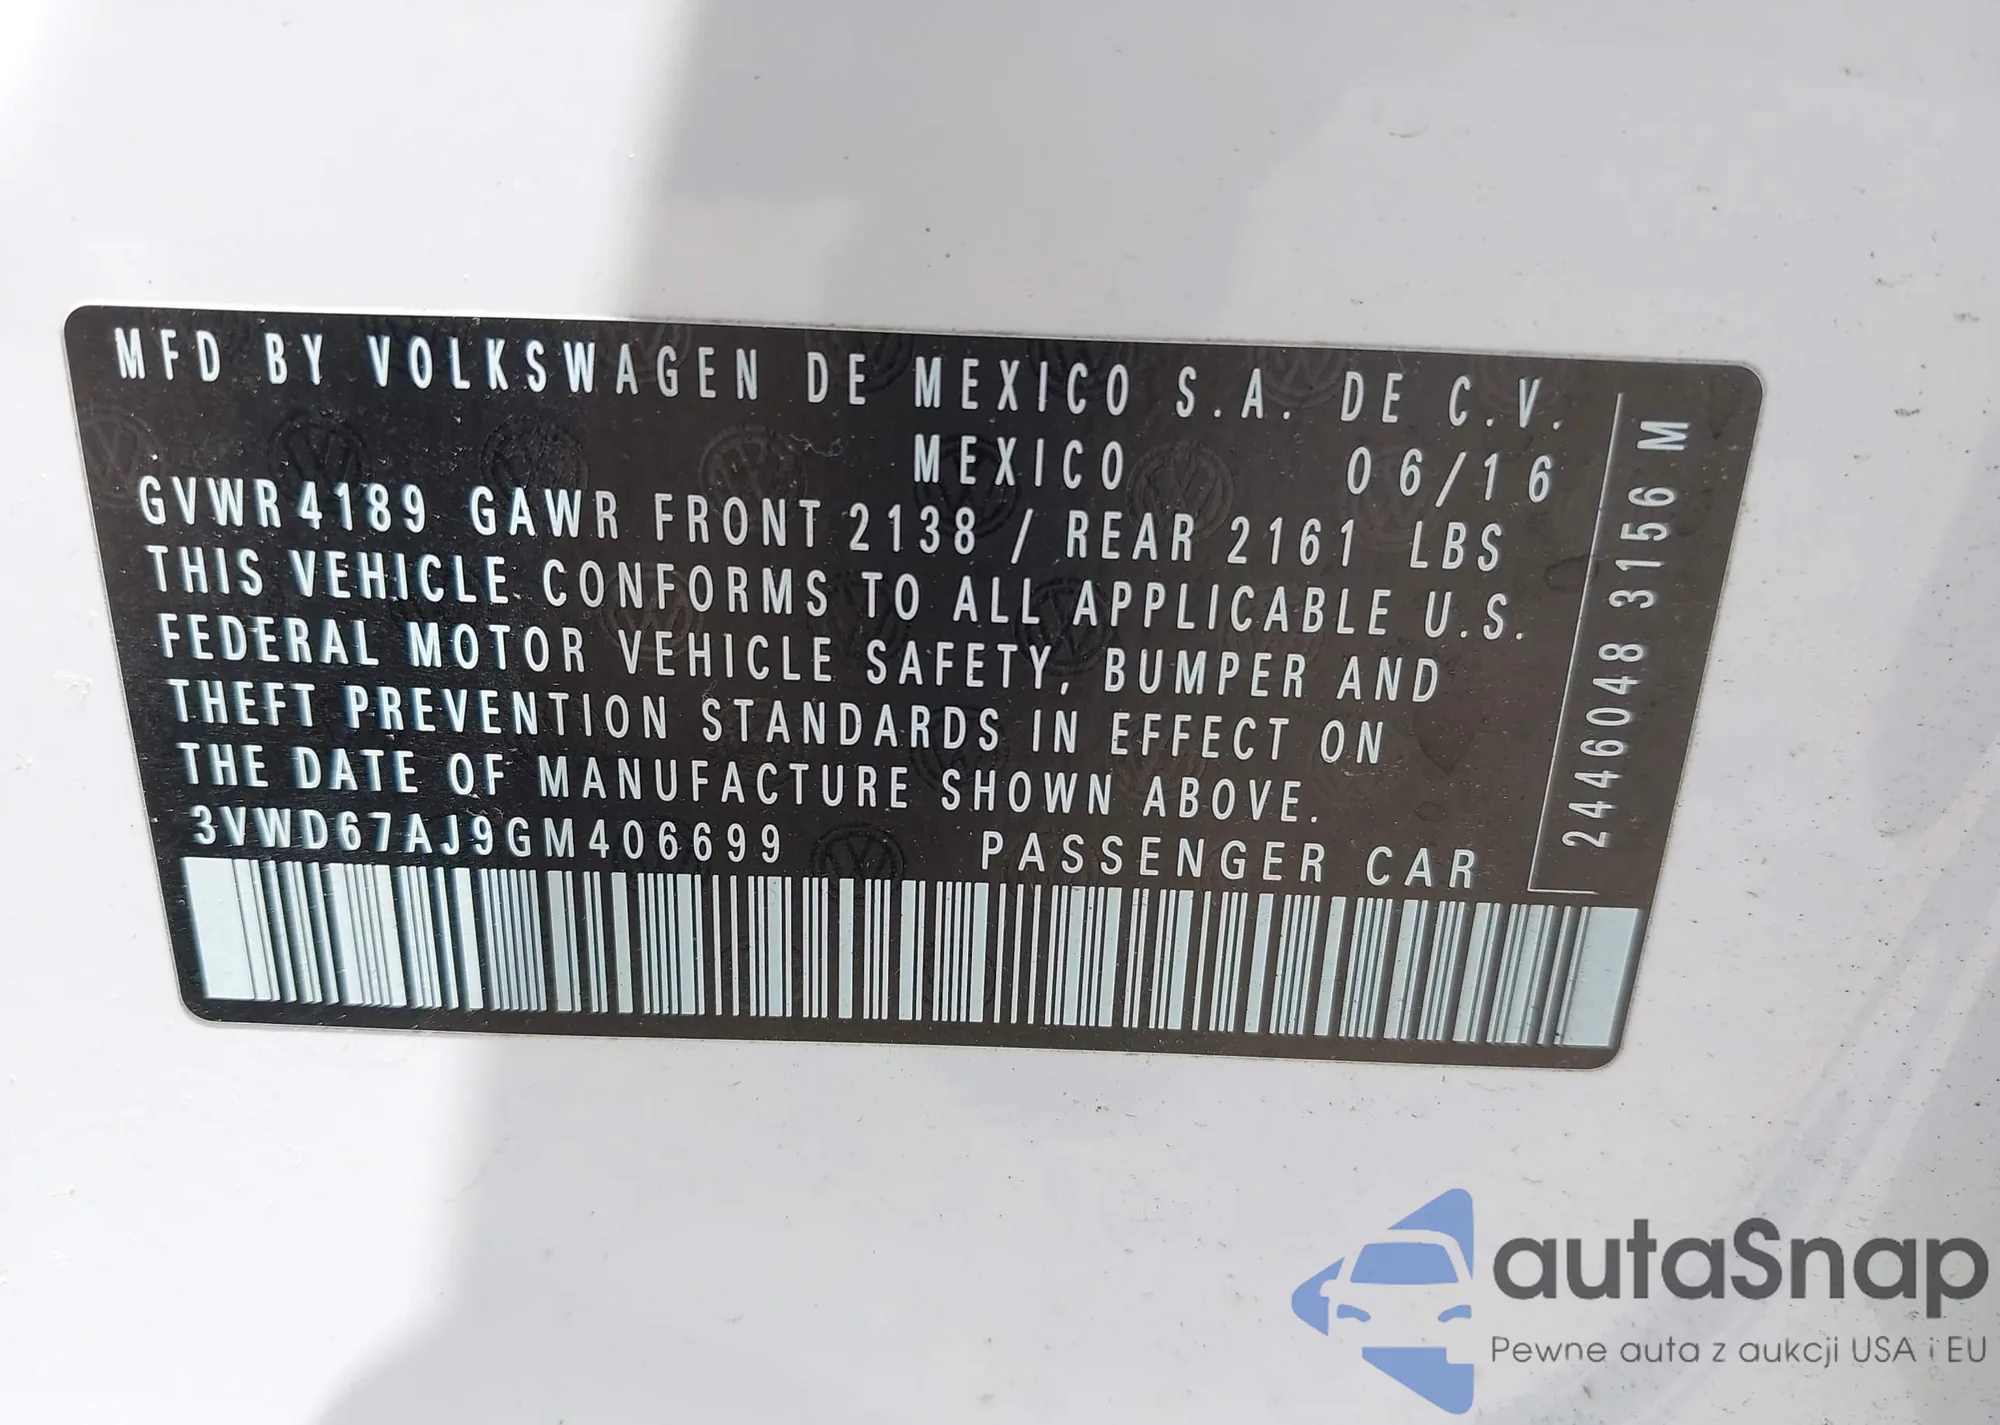 MFD BY VOLKSWAGEN DE MEXICO S.A. DE C.V.
MEXICO 06/16
GVWR 4189 GAWR FRONT 2138 / REAR 2161 LBS
THIS VEHICLE CONFORMS TO ALL APPLICABLE U.S.
FEDERAL MOTOR VEHICLE SAFETY, BUMPER AND
THEFT PREVENTION STANDARDS IN EFFECT ON
THE DATE OF MANUFACTURE SHOWN ABOVE.
3VWD67AJ9GM406699 PASSENGER CAR
2446048 3156 M
autaSnap
Pewne auta z aukcji USA i EU